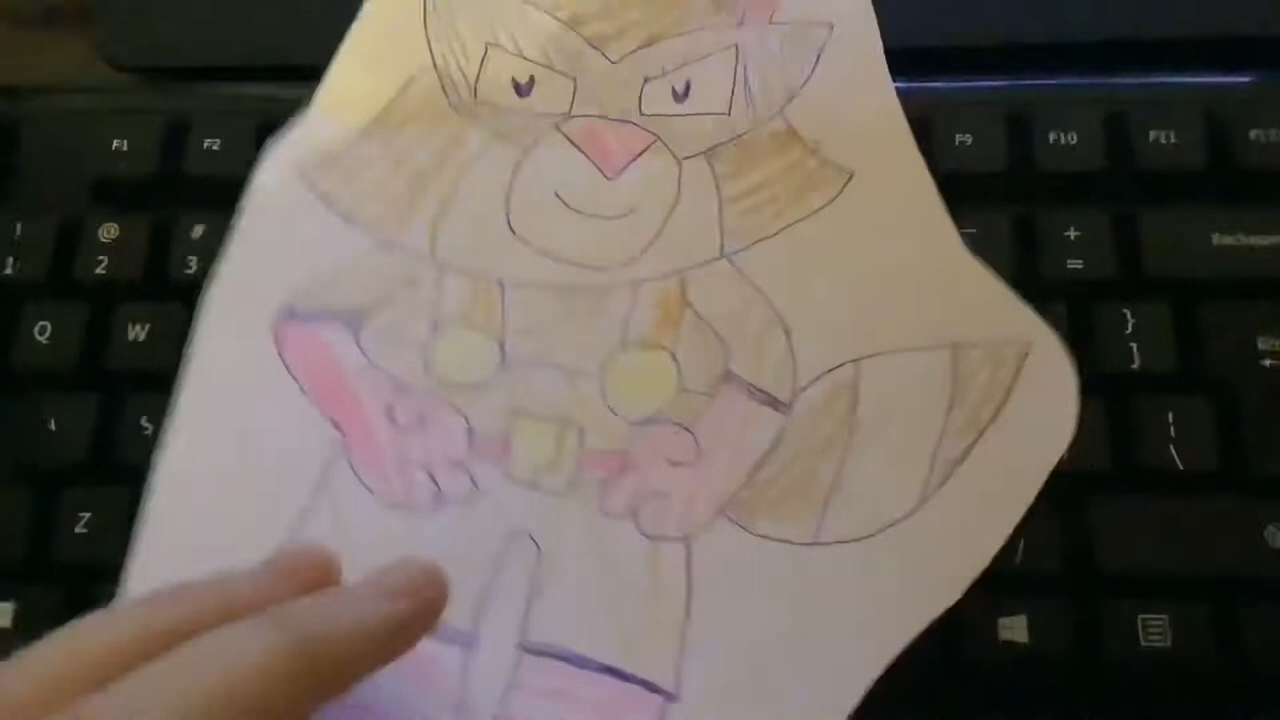 F1 F2 F9 F10 F11
! @ # - +
1 2 3 =
Q W }
]
S |
\
Z